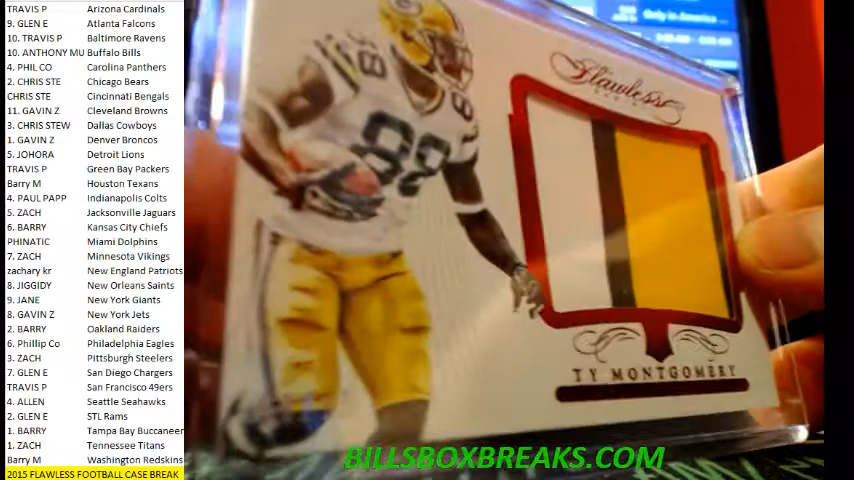 TRAVIS P Arizona Cardinals
9. GLEN E Atlanta Falcons
10. TRAVIS P Baltimore Ravens
10. ANTHONY MU Buffalo Bills
4. PHIL CO Carolina Panthers
2. CHRIS STE Chicago Bears
CHRIS STE Cincinnati Bengals
11. GAVIN Z Cleveland Browns
3. CHRIS STEW Dallas Cowboys
1. GAVIN Z Denver Broncos
5. JOHORA Detroit Lions
TRAVIS P Green Bay Packers
Barry M Houston Texans
4. PAUL PAPP Indianapolis Colts
5. ZACH Jacksonville Jaguars
6. BARRY Kansas City Chiefs
PHINATIC Miami Dolphins
7. ZACH Minnesota Vikings
zachary kr New England Patriots
8. JIGGIDY New Orleans Saints
9. JANE New York Giants
8. GAVIN Z New York Jets
2. BARRY Oakland Raiders
6. Phillip Co Philadelphia Eagles
3. ZACH Pittsburgh Steelers
7. GLEN E San Diego Chargers
TRAVIS P San Francisco 49ers
4. ALLEN Seattle Seahawks
2. GLEN E STL Rams
1. BARRY Tampa Bay Buccaneer
1. ZACH Tennessee Titans
Barry M Washington Redskins
2015 FLAWLESS FOOTBALL CASE BREAK
Only in America
Flawless
88
88
TY MONTGOMERY
BILLSBOXBREAKS.COM